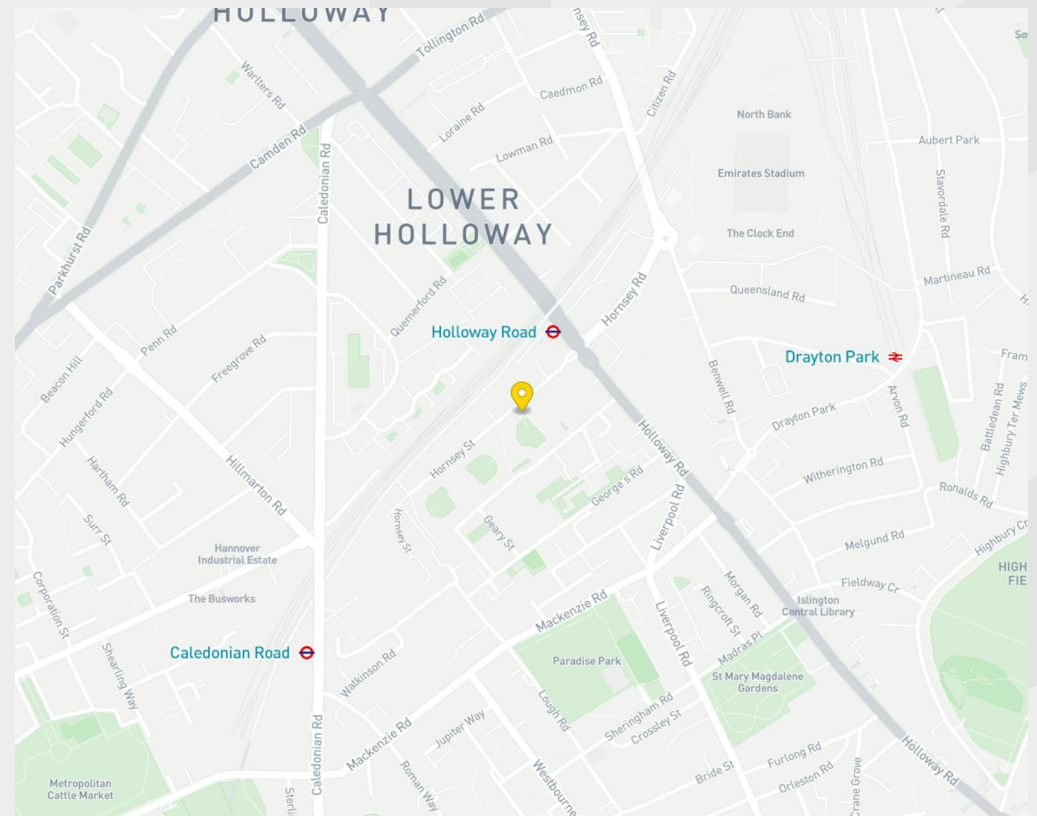 HOLLOWAY
Tollington Rd
Warlters Rd
Caedmon Rd
Citizen Rd
Loraine Rd
North Bank
Camden Rd
Lowman Rd
Aubert Park
Caledonian Rd
Emirates Stadium
Stavordale Rd
LOWER
HOLLOWAY
The Clock End
Parkhurst Rd
Martineau Rd
Quemerford Rd
Hornsey Rd
Queensland Rd
Holloway Road
Penn Rd
Freegrove Rd
Drayton Park
Fram
Beacon Hill
Benwell Rd
Arvon Rd
Battledean Rd
Highbury Ter Mews
Hungerford Rd
Drayton Park
Hornsey St
Holloway Rd
Hartham Rd
Hillmarton Rd
George's Rd
Witherington Rd
Ronalds Rd
Surr St
Hornsey St
Geary St
Liverpool Rd
Melgund Rd
Highbury Cr
Hannover
Industrial Estate
HIGH
FIE
Fieldway Cr
Corporation St
The Busworks
Mackenzie Rd
Morgan Rd
Ringcroft St
Islington
Central Library
Liverpool Rd
Madras Pl
Caledonian Road
Shearling Way
Walkinson Rd
Paradise Park
St Mary Magdalene
Gardens
Lough Rd
Sheringham Rd
Crossley St
Jupiter Way
Mackenzie Rd
Caledonian Rd
Furlong Rd
Holloway Rd
Bride St
Orleston Rd
Crane Grove
Metropolitan
Cattle Market
Roman Way
Westbourne